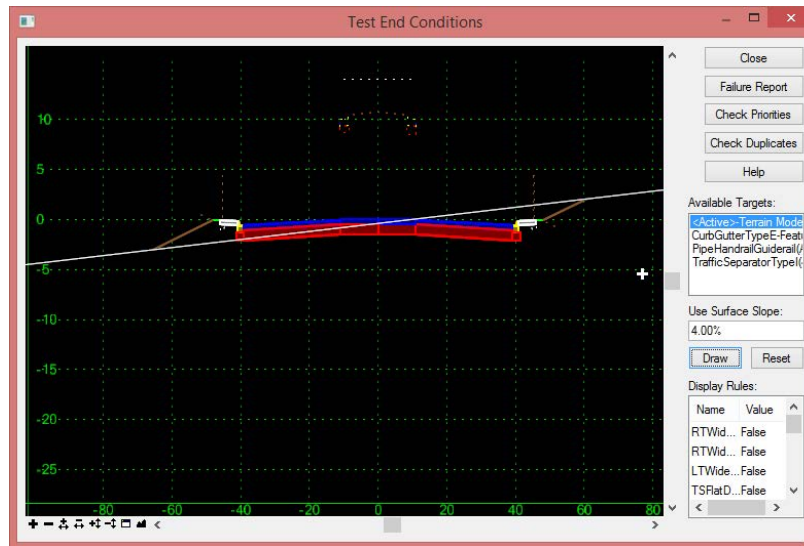 Test End Conditions
Close
Failure Report
Check Priorities
Check Duplicates
Help
Available Targets:
<Active>-Terrain Mode
CurbGutterTypeE-Featu
PipeHandrailGuiderail(A
TrafficSeparatorTypeI(-
Use Surface Slope:
4.00%
Draw Reset
Display Rules:
Name Value
RTWid... False
RTWid... False
LTWide... False
TSFlatD... False
10
5
0
-5
-10
-15
-20
-25
-80 -60 -40 -20 0 20 40 60 80